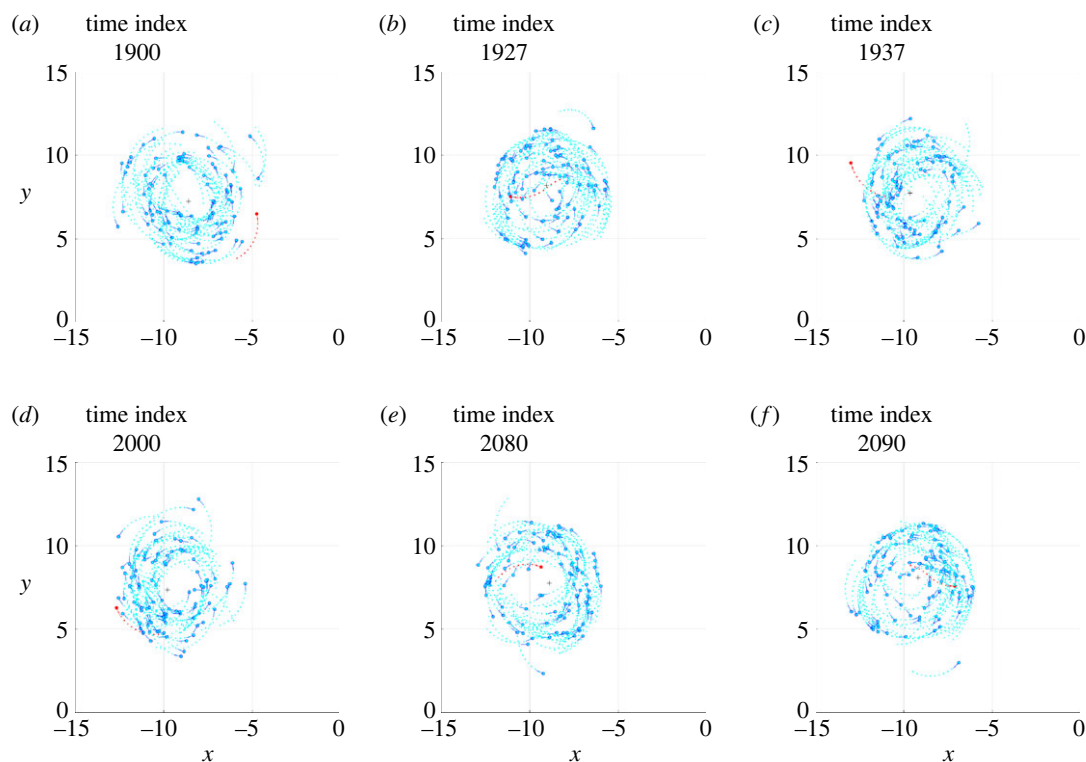 (a) time index
1900
(b) time index
1927
(c) time index
1937
15
10
y
5
0
–15 –10 –5 0
15
10
5
0
–15 –10 –5 0
15
10
5
0
–15 –10 –5 0
(d) time index
2000
(e) time index
2080
(f) time index
2090
15
10
y
5
0
–15 –10 –5 0
x
15
10
5
0
–15 –10 –5 0
x
15
10
5
0
–15 –10 –5 0
x